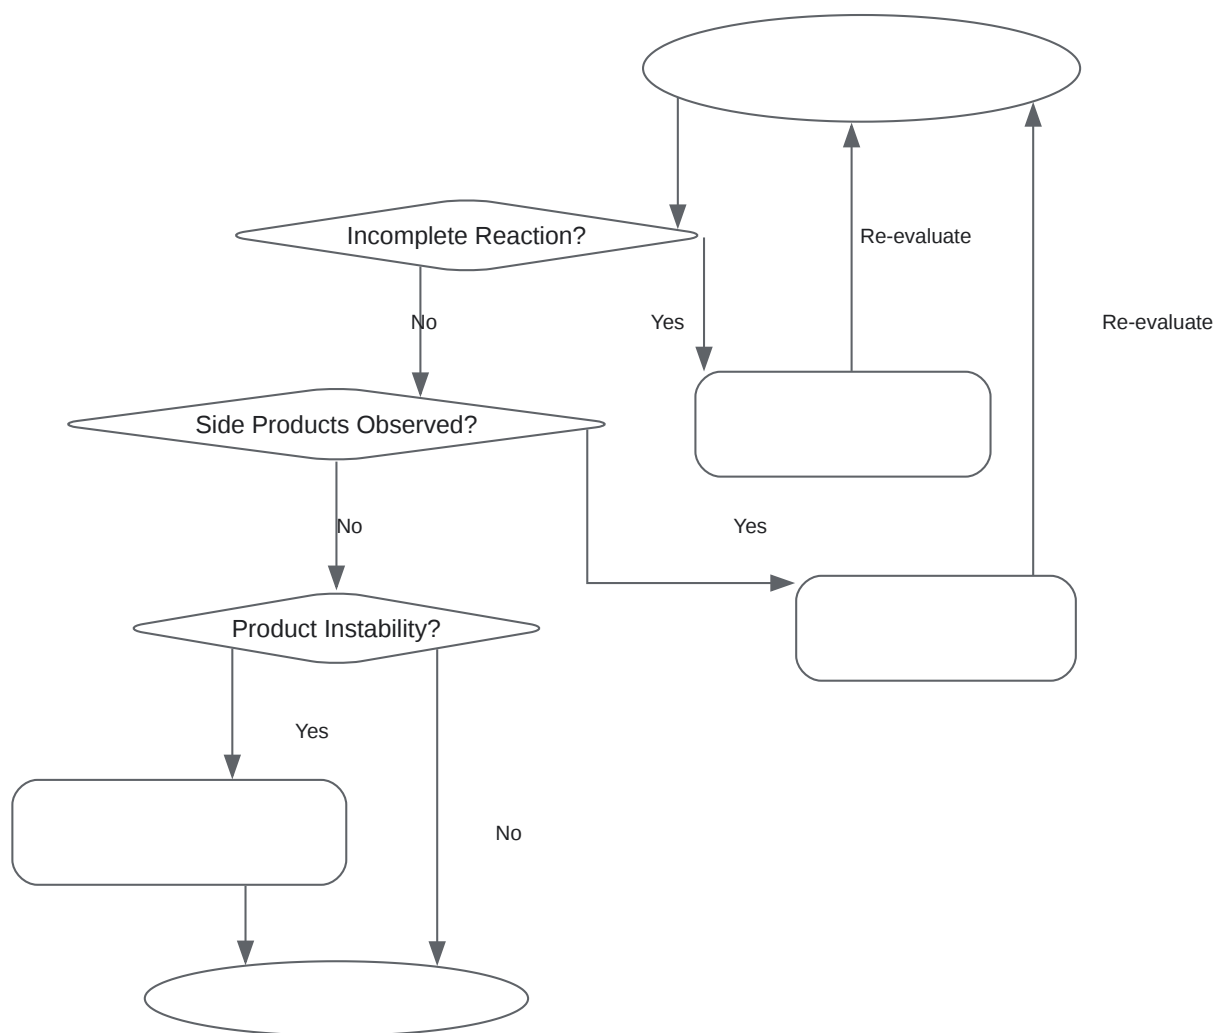 Incomplete Reaction?
Re-evaluate
No
Yes
Re-evaluate
Side Products Observed?
No
Yes
Product Instability?
Yes
No